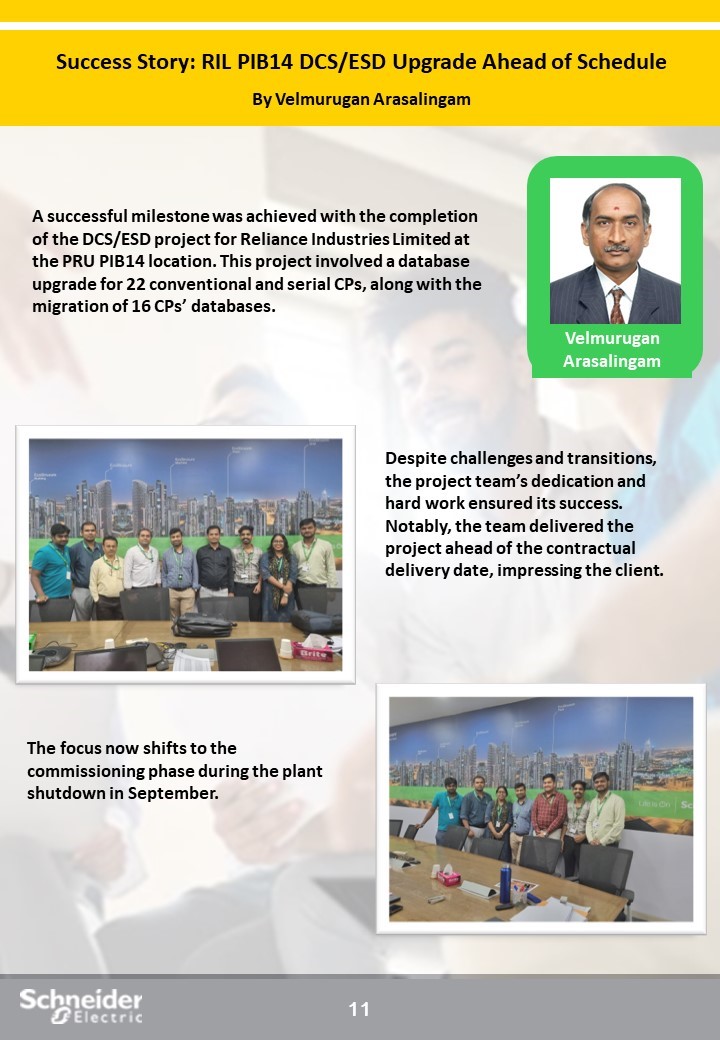 Success Story: RIL PIB14 DCS/ESD Upgrade Ahead of Schedule
By Velmurugan Arasalingam
A successful milestone was achieved with the completion
of the DCS/ESD project for Reliance Industries Limited at
the PRU PIB14 location. This project involved a database
upgrade for 22 conventional and serial CPs, along with the
migration of 16 CPs’ databases.
Velmurugan
Arasalingam
Despite challenges and transitions,
the project team’s dedication and
hard work ensured its success.
Notably, the team delivered the
project ahead of the contractual
delivery date, impressing the client.
Brite
The focus now shifts to the
commissioning phase during the plant
shutdown in September.
Life Is On
Schneider
Electric
11